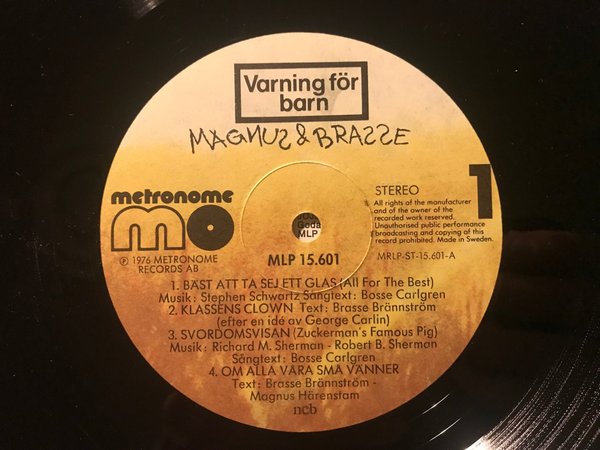 Varning för
barn
MAGNUS & BRASSE
metronome
mo
℗ 1976 METRONOME
RECORDS AB
Goda
MLP
MLP 15.601
STEREO
1
All rights of the manufacturer
and of the owner of the
recorded work reserved.
Unauthorised public performance
broadcasting and copying of this
record prohibited. Made in Sweden.
MRLP-ST-15.601-A
1. BÄST ATT TA SEJ ETT GLAS (All For The Best)
Musik: Stephen Schwartz Sångtext: Bosse Carlgren
2. KLASSENS CLOWN Text: Brasse Brännström
(efter en idé av George Carlin)
3. SVORDOMSVISAN (Zuckerman's Famous Pig)
Musik: Richard M. Sherman - Robert B. Sherman
Sångtext: Bosse Carlgren
4. OM ALLA VÅRA SMÅ VÄNNER
Text: Brasse Brännström -
Magnus Härenstam
ncb